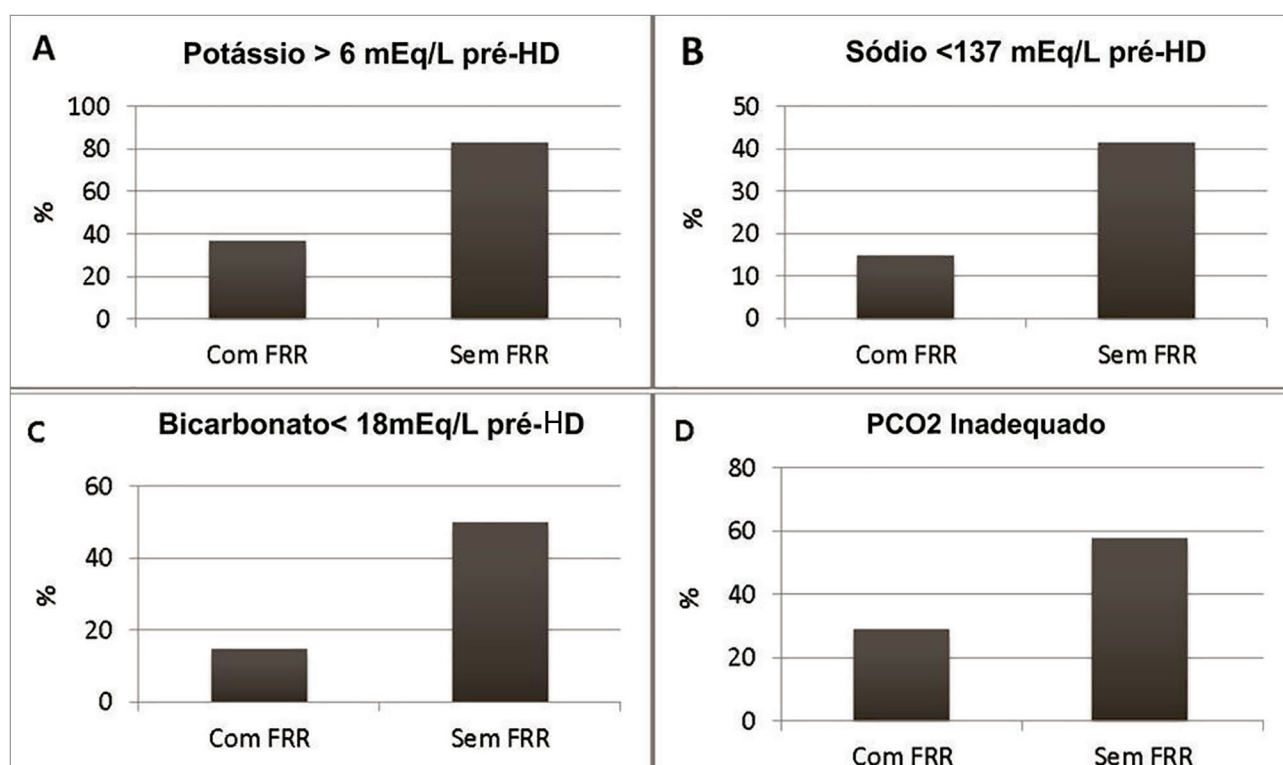 A
Potássio > 6 mEq/L pré-HD
100
80
60
40
20
0
%
Com FRR
Sem FRR
B
Sódio <137 mEq/L pré-HD
50
40
30
20
10
0
%
Com FRR
Sem FRR
C
Bicarbonato< 18mEq/L pré-HD
60
40
20
0
%
Com FRR
Sem FRR
D
PCO2 Inadequado
80
60
40
20
0
%
Com FRR
Sem FRR